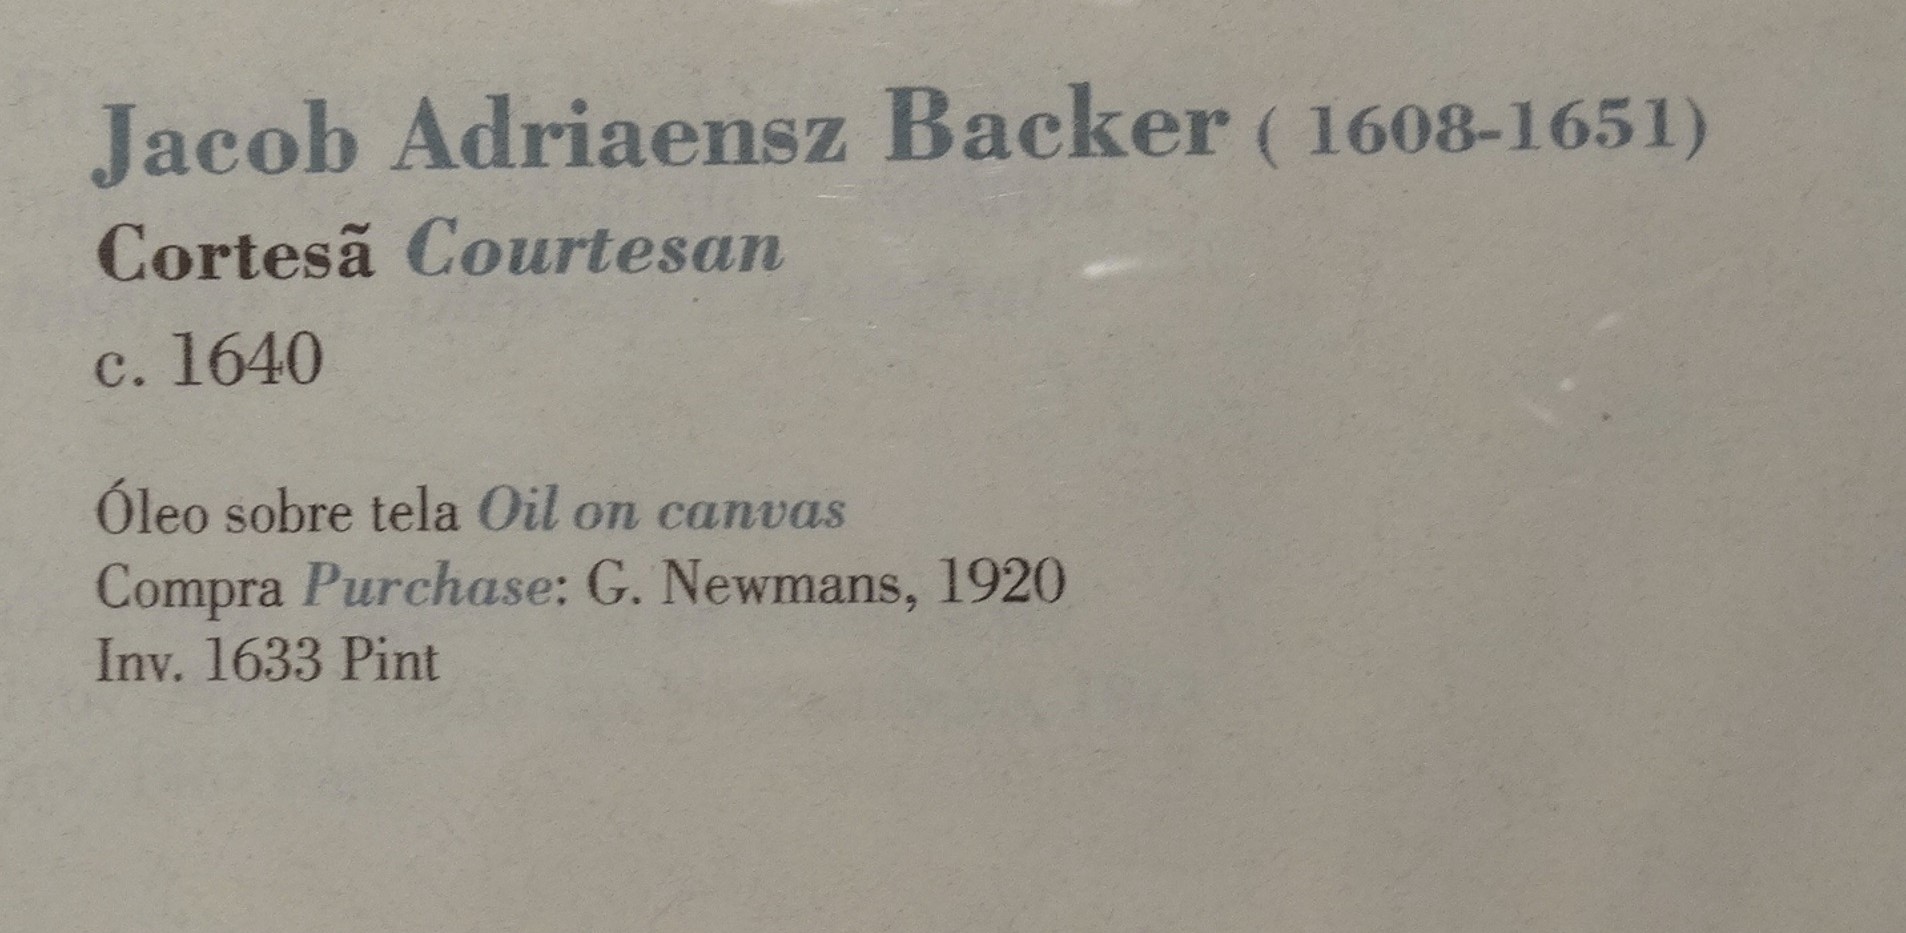 Jacob Adriaensz Backer ( 1608-1651)
Cortesã Courtesan
c. 1640
Óleo sobre tela Oil on canvas
Compra Purchase: G. Newmans, 1920
Inv. 1633 Pint